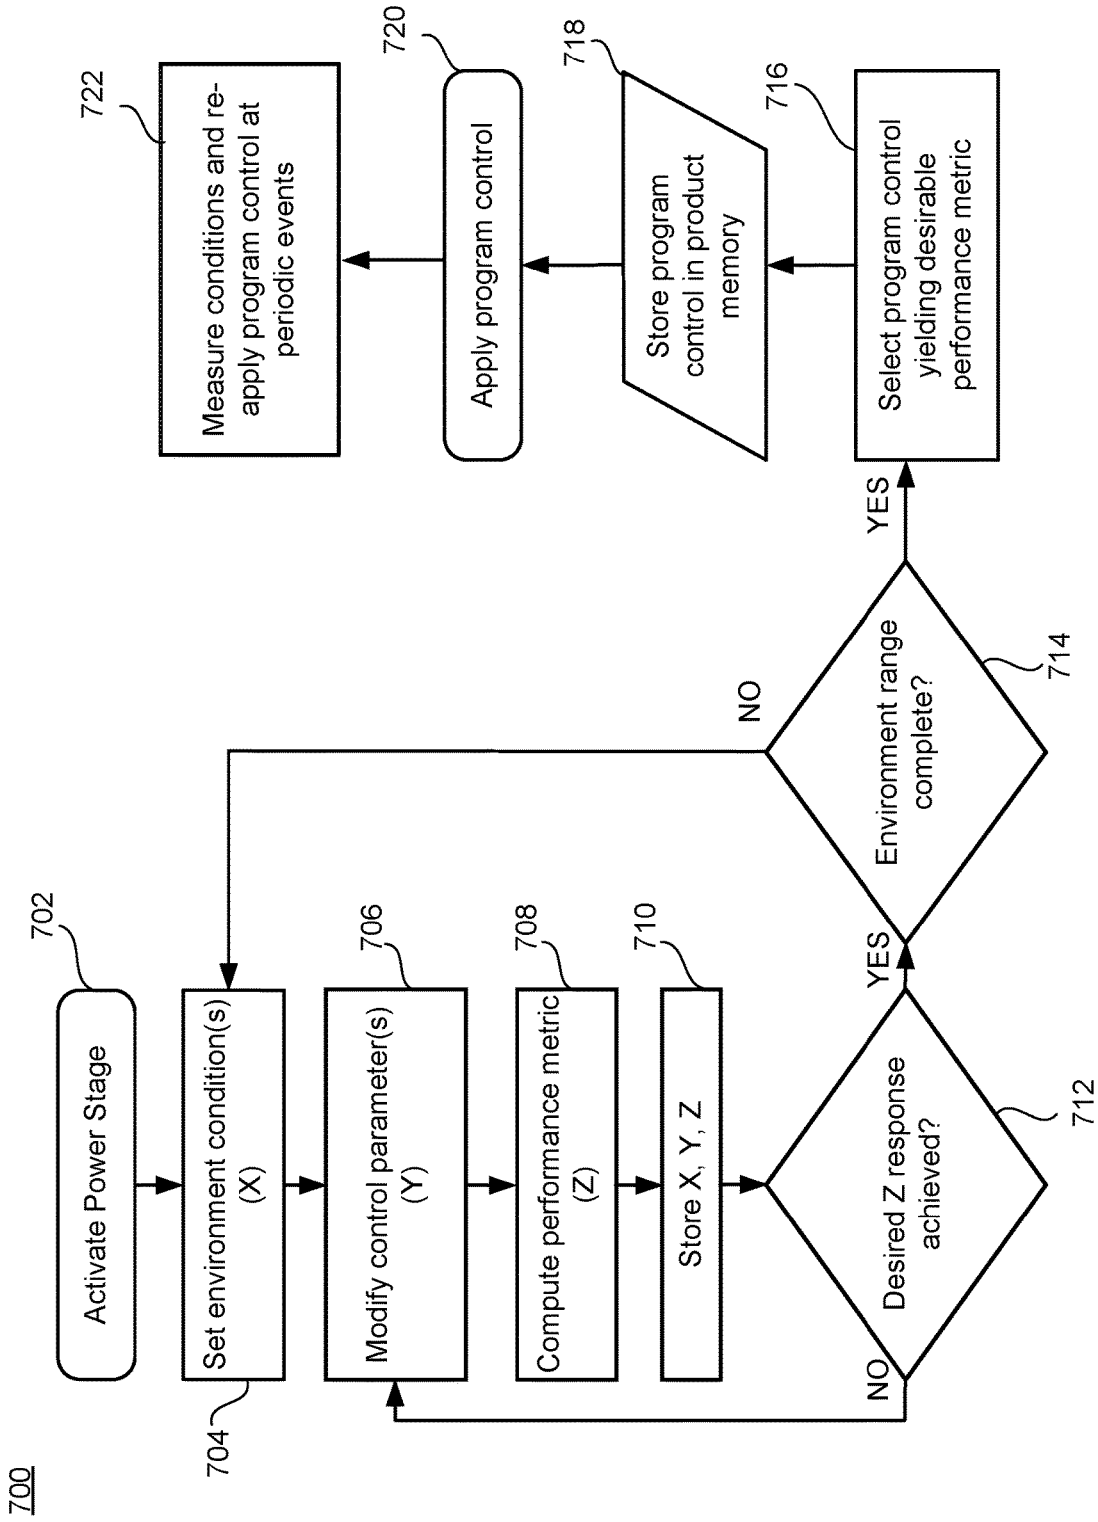 700
Activate Power Stage
702
Set environment condition(s)
(X)
704
Modify control parameter(s)
(Y)
706
Compute performance metric
(Z)
708
Store X, Y, Z
710
Desired Z response
achieved?
712
NO
YES
Environment range
complete?
714
NO
YES
Select program control
yielding desirable
performance metric
716
Store program
control in product
memory
718
Apply program control
720
Measure conditions and re-
apply program control at
periodic events
722